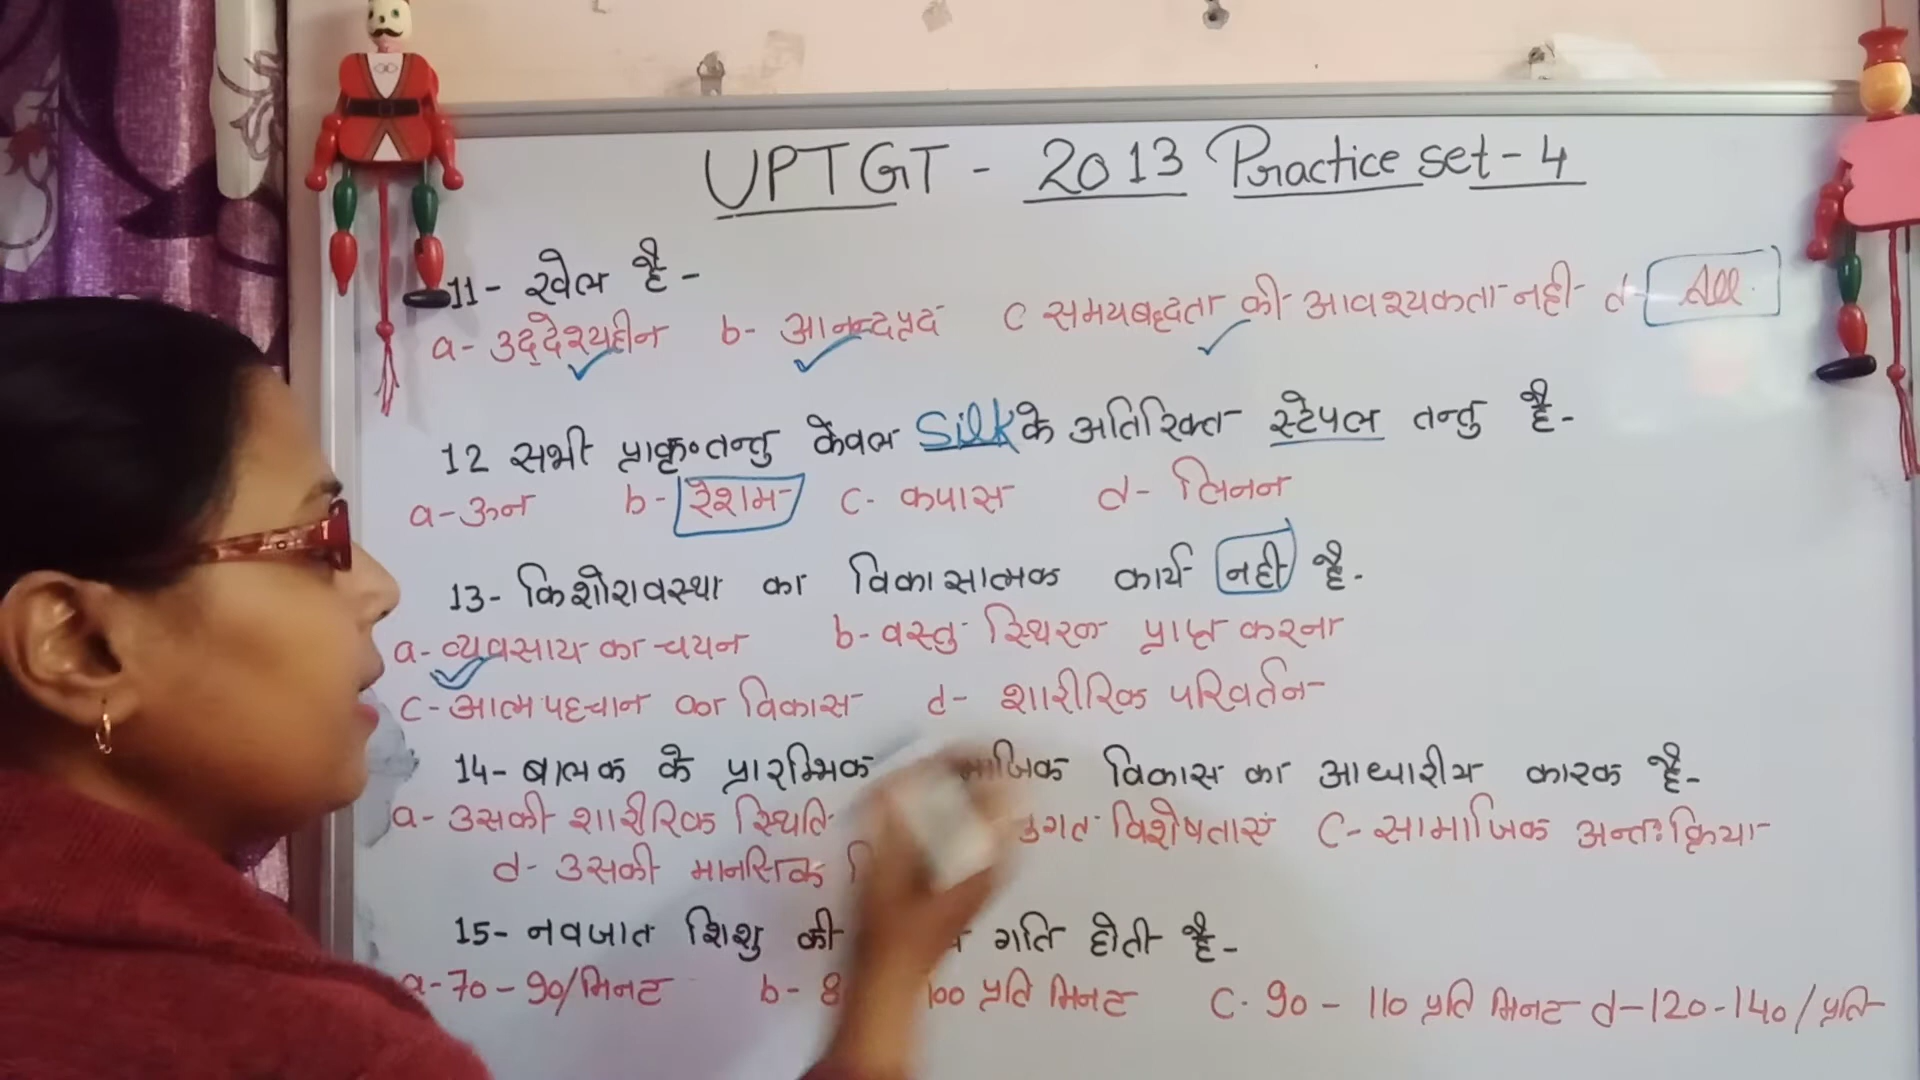 UPTGT - 2013 Practice set - 4
11- खेल है -
a- उद्देश्यहीन b- आनन्दप्रद c समयबद्धता की आवश्यकता नही d- All.
12 सभी प्राकृ० तन्तु केवल Silk के अतिरिक्त स्टेपल तन्तु है -
a- ऊन b- रेशम c- कपास d- लिनन
13- किशोरावस्था का विकासात्मक कार्य नही है -
a- व्यवसाय का चयन b- वस्तु स्थिरता प्राप्त करना
c- आत्म पहचान का विकास d- शारीरिक परिवर्तन
14- बालक के प्रारम्भिक विकास का आधारीय कारक है -
a- उसकी शारीरिक स्थिति विशेषताएं C- सामाजिक अन्तःक्रिया
d- उसकी मानसिक
15- नवजात शिशु की गति होती है -
a- 70 - 90/मिनट b- 8 100 प्रति मिनट C. 90 - 110 प्रति मिनट d- 120 - 140 / प्रति